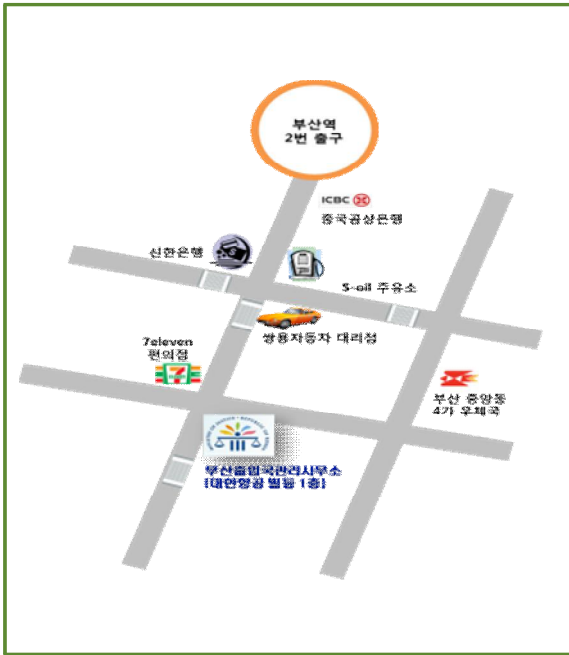 부산역
2번 출구
ICBC
중국공상은행
신한은행
S-oil 주유소
쌍용자동차 대리점
7eleven
편의점
부산 중앙동
4가 우체국
부산출입국관리사무소
(대한항공 빌딩 1층)